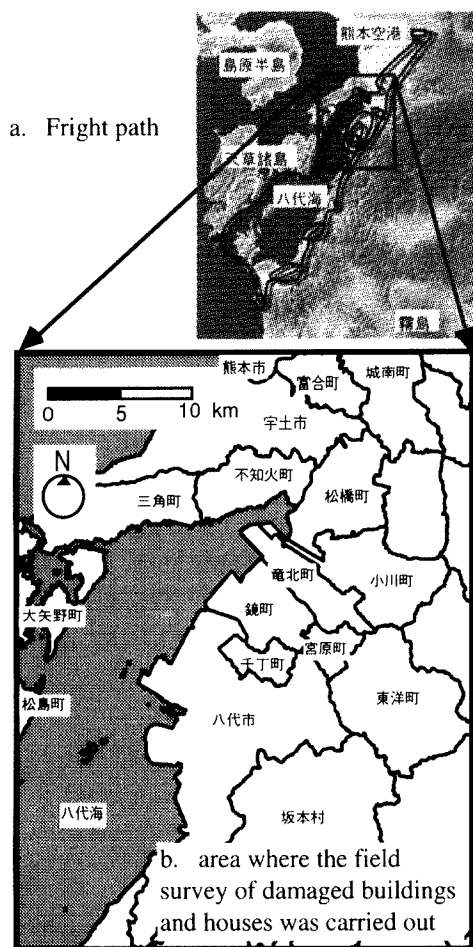 熊本空港
島原半島
a. Fright path
天草諸島
八代海
霧島
熊本市
富合町
城南町
0 5 10 km
宇土市
N
不知火町
松橋町
三角町
竜北町
小川町
大矢野町
鏡町
宮原町
千丁町
松島町
東洋町
八代市
八代海
坂本村
b. area where the field
survey of damaged buildings
and houses was carried out